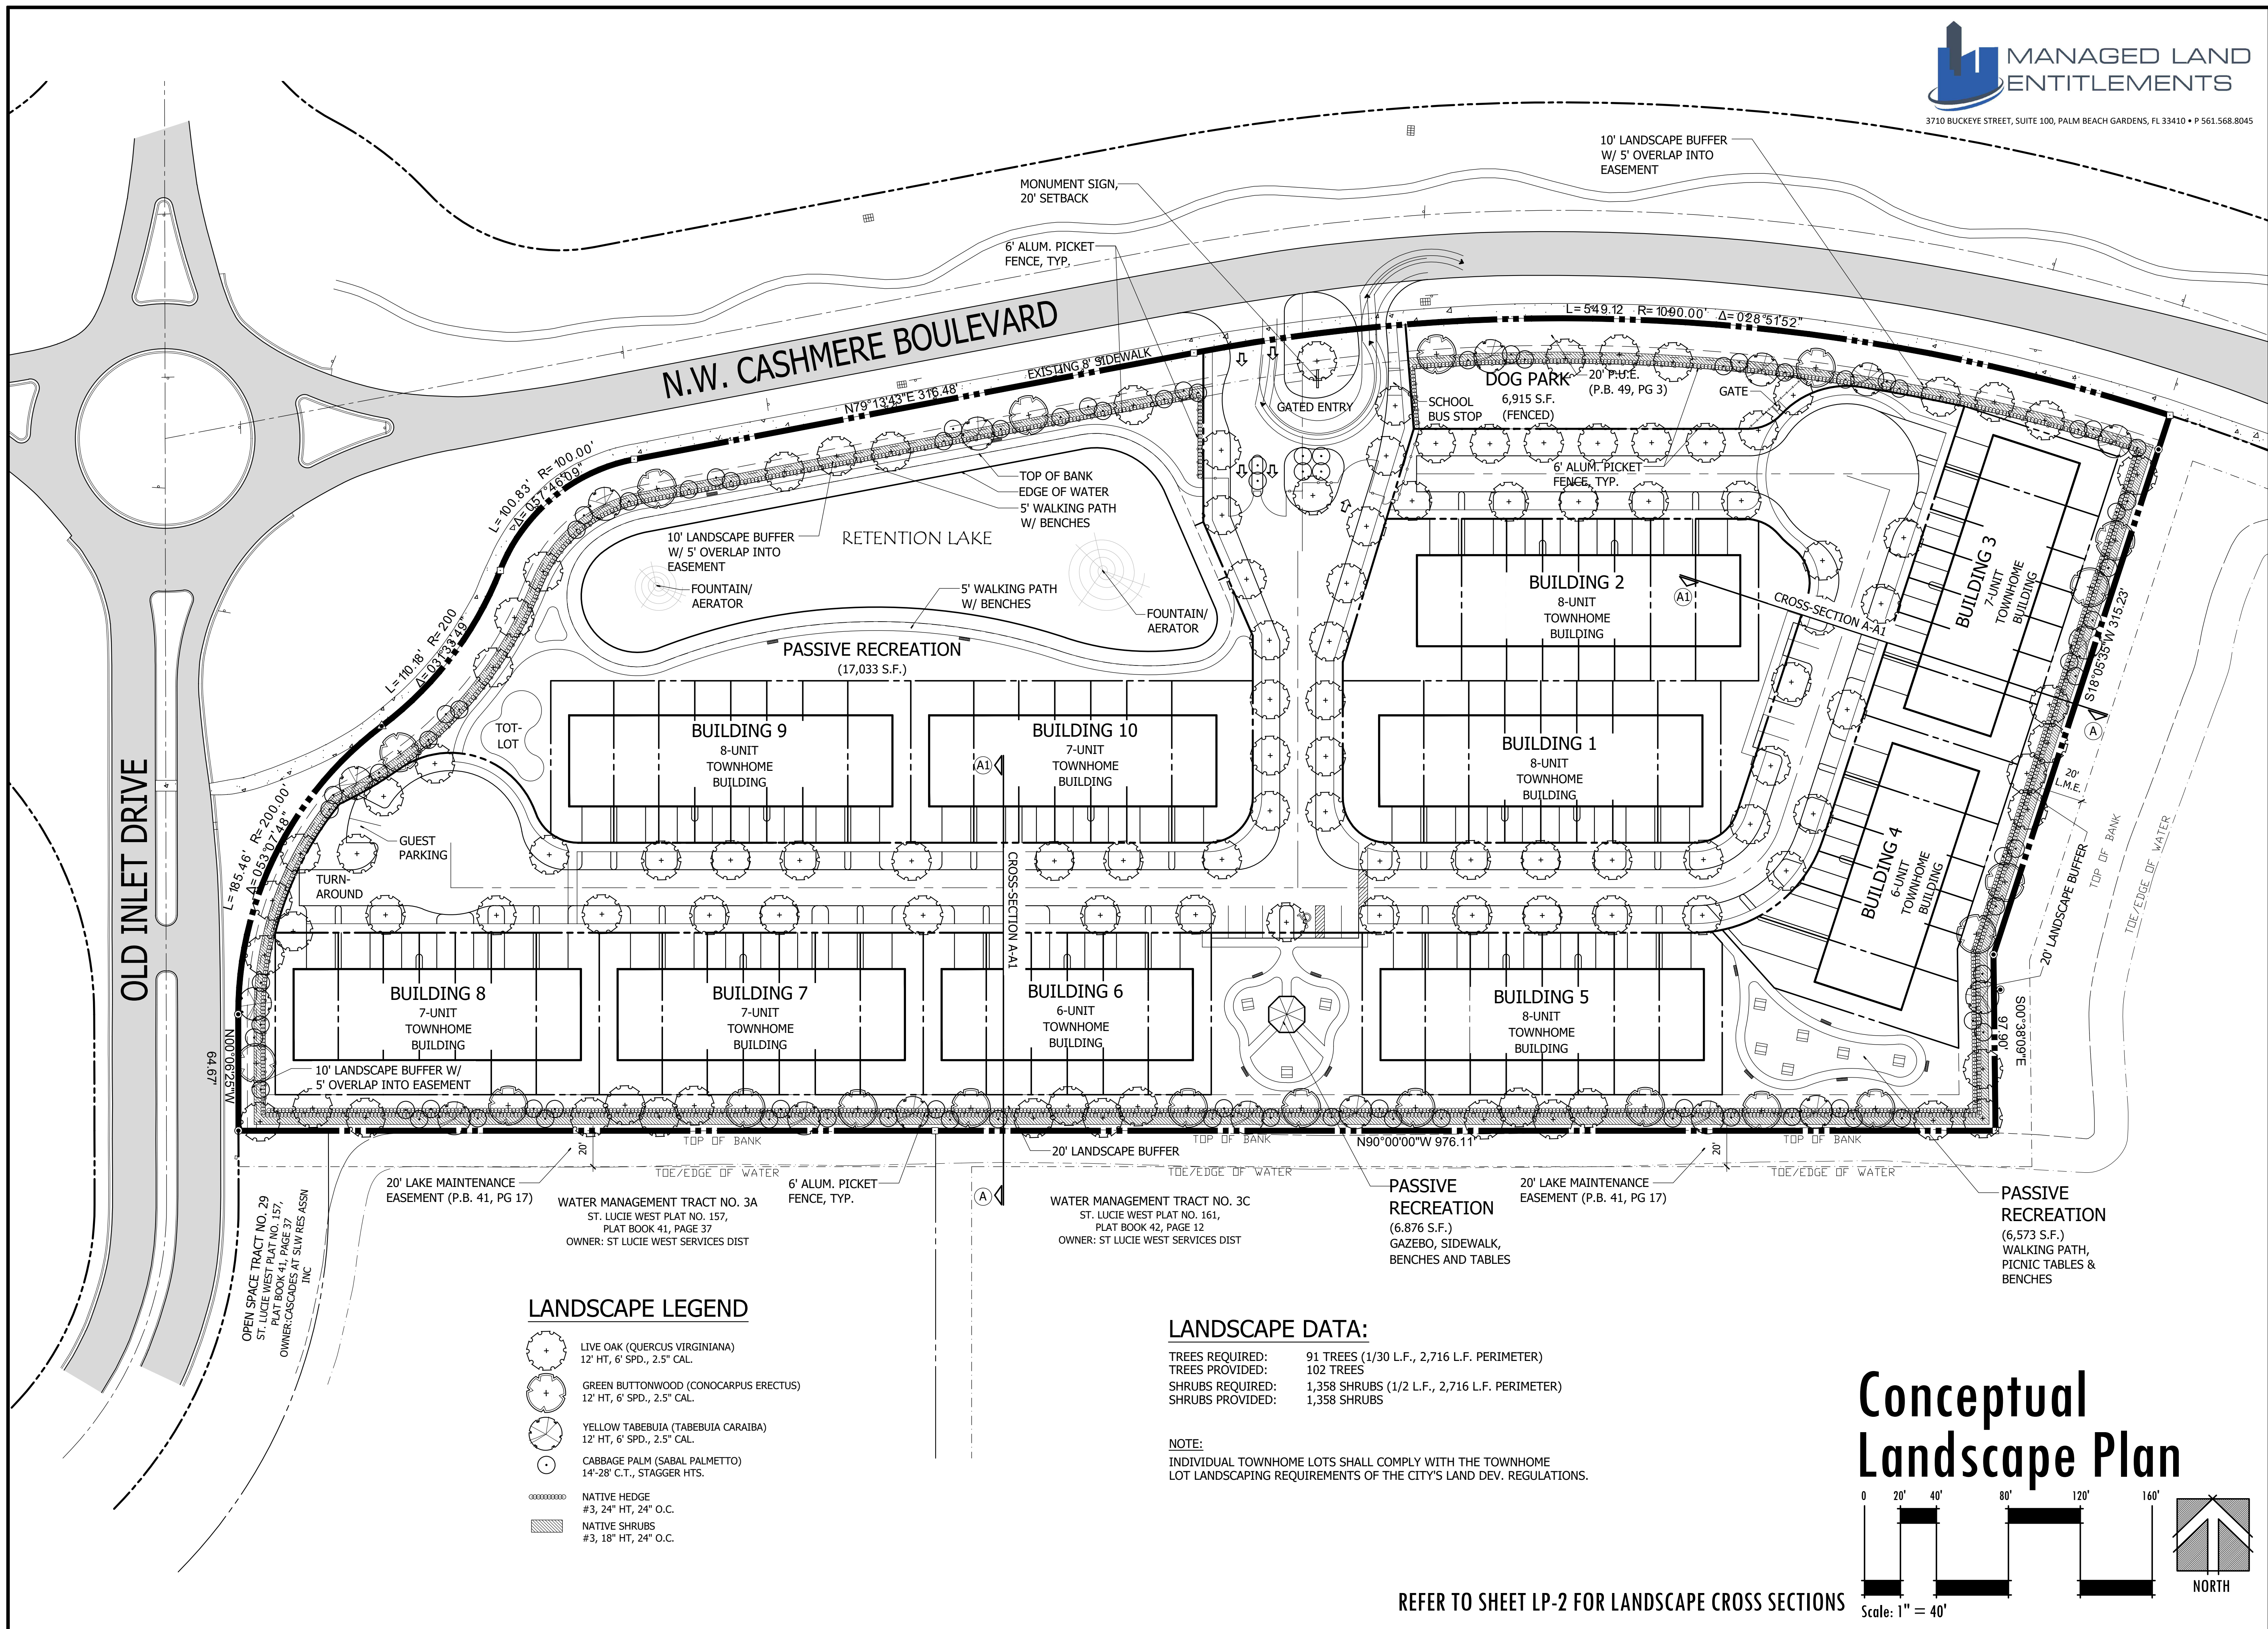 MANAGED LAND
ENTITLEMENTS
3710 BUCKEYE STREET, SUITE 100, PALM BEACH GARDENS, FL 33410 • P 561.568.8045
10' LANDSCAPE BUFFER
W/ 5' OVERLAP INTO
EASEMENT
MONUMENT SIGN,
20' SETBACK
6' ALUM. PICKET
FENCE, TYP.
N.W. CASHMERE BOULEVARD
EXISTING 8' SIDEWALK
N79°13'43"E 316.48'
L=549.12 R=1090.00' Δ=028°51'52"
GATED ENTRY
DOG PARK
6,915 S.F.
(FENCED)
20' P.U.E.
(P.B. 49, PG 3)
GATE
SCHOOL
BUS STOP
6' ALUM. PICKET
FENCE, TYP.
L=100.83' R=100.00'
Δ=057°46'09"
TOP OF BANK
EDGE OF WATER
5' WALKING PATH
W/ BENCHES
10' LANDSCAPE BUFFER
W/ 5' OVERLAP INTO
EASEMENT
RETENTION LAKE
FOUNTAIN/
AERATOR
5' WALKING PATH
W/ BENCHES
FOUNTAIN/
AERATOR
PASSIVE RECREATION
(17,033 S.F.)
L=110.18' R=200
Δ=031°33'49"
TOT-
LOT
BUILDING 2
8-UNIT
TOWNHOME
BUILDING
A1
CROSS-SECTION A-A1
BUILDING 3
7-UNIT
TOWNHOME
BUILDING
S18°05'35"W 315.23'
A
20'
L.M.E.
BUILDING 9
8-UNIT
TOWNHOME
BUILDING
BUILDING 10
7-UNIT
TOWNHOME
BUILDING
A1
BUILDING 1
8-UNIT
TOWNHOME
BUILDING
BUILDING 4
6-UNIT
TOWNHOME
BUILDING
20' LANDSCAPE BUFFER
TOP OF BANK
TOE/EDGE OF WATER
OLD INLET DRIVE
L=185.46' R=200.00'
Δ=053°07'48"
GUEST
PARKING
TURN-
AROUND
CROSS-SECTION A-A1
BUILDING 8
7-UNIT
TOWNHOME
BUILDING
BUILDING 7
7-UNIT
TOWNHOME
BUILDING
BUILDING 6
6-UNIT
TOWNHOME
BUILDING
BUILDING 5
8-UNIT
TOWNHOME
BUILDING
S00°38'09"E
97.90'
N00°06'25"W
64.67'
10' LANDSCAPE BUFFER W/
5' OVERLAP INTO EASEMENT
TOP OF BANK
TOP OF BANK
N90°00'00"W 976.11'
TOP OF BANK
20'
20' LANDSCAPE BUFFER
20'
TOE/EDGE OF WATER
TOE/EDGE OF WATER
TOE/EDGE OF WATER
20' LAKE MAINTENANCE
EASEMENT (P.B. 41, PG 17)
6' ALUM. PICKET
FENCE, TYP.
A
WATER MANAGEMENT TRACT NO. 3A
ST. LUCIE WEST PLAT NO. 157,
PLAT BOOK 41, PAGE 37
OWNER: ST LUCIE WEST SERVICES DIST
WATER MANAGEMENT TRACT NO. 3C
ST. LUCIE WEST PLAT NO. 161,
PLAT BOOK 42, PAGE 12
OWNER: ST LUCIE WEST SERVICES DIST
PASSIVE
RECREATION
(6.876 S.F.)
GAZEBO, SIDEWALK,
BENCHES AND TABLES
20' LAKE MAINTENANCE
EASEMENT (P.B. 41, PG 17)
PASSIVE
RECREATION
(6,573 S.F.)
WALKING PATH,
PICNIC TABLES &
BENCHES
OPEN SPACE TRACT NO. 29
ST. LUCIE WEST PLAT NO. 157,
PLAT BOOK 41, PAGE 37
OWNER:CASCADES AT SLW RES ASSN
INC
LANDSCAPE LEGEND
LIVE OAK (QUERCUS VIRGINIANA)
12' HT, 6' SPD., 2.5" CAL.
GREEN BUTTONWOOD (CONOCARPUS ERECTUS)
12' HT, 6' SPD., 2.5" CAL.
YELLOW TABEBUIA (TABEBUIA CARAIBA)
12' HT, 6' SPD., 2.5" CAL.
CABBAGE PALM (SABAL PALMETTO)
14'-28' C.T., STAGGER HTS.
NATIVE HEDGE
#3, 24" HT, 24" O.C.
NATIVE SHRUBS
#3, 18" HT, 24" O.C.
LANDSCAPE DATA:
TREES REQUIRED: 91 TREES (1/30 L.F., 2,716 L.F. PERIMETER)
TREES PROVIDED: 102 TREES
SHRUBS REQUIRED: 1,358 SHRUBS (1/2 L.F., 2,716 L.F. PERIMETER)
SHRUBS PROVIDED: 1,358 SHRUBS
NOTE:
INDIVIDUAL TOWNHOME LOTS SHALL COMPLY WITH THE TOWNHOME
LOT LANDSCAPING REQUIREMENTS OF THE CITY'S LAND DEV. REGULATIONS.
Conceptual
Landscape Plan
0 20' 40' 80' 120' 160'
NORTH
Scale: 1" = 40'
REFER TO SHEET LP-2 FOR LANDSCAPE CROSS SECTIONS